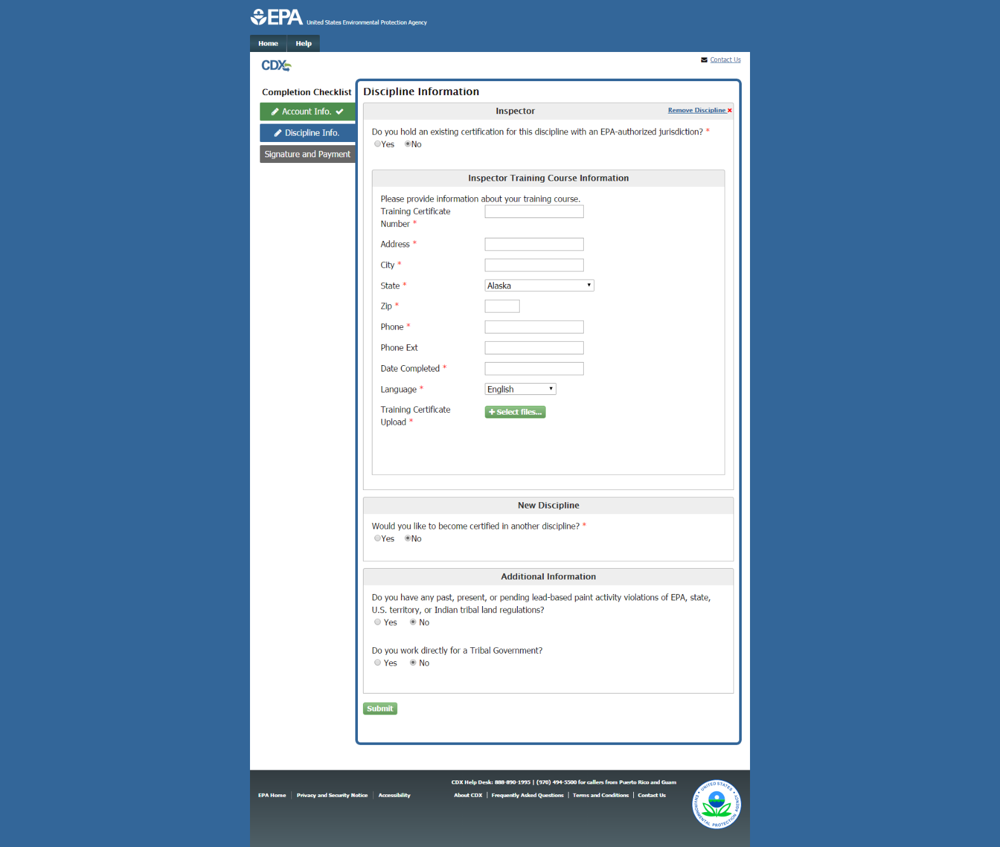 EPA United States Environmental Protection Agency
Home Help
CDX
Contact Us
Completion Checklist
Account Info.
Discipline Info.
Signature and Payment
Discipline Information
Inspector
Remove Discipline
Do you hold an existing certification for this discipline with an EPA-authorized jurisdiction? *
Yes No
Inspector Training Course Information
Please provide information about your training course.
Training Certificate
Number *
Address *
City *
State * Alaska
Zip *
Phone *
Phone Ext
Date Completed *
Language * English
Training Certificate
Upload *
Select files...
New Discipline
Would you like to become certified in another discipline? *
Yes No
Additional Information
Do you have any past, present, or pending lead-based paint activity violations of EPA, state,
U.S. territory, or Indian tribal land regulations?
Yes No
Do you work directly for a Tribal Government?
Yes No
Submit
CDX Help Desk: 888-890-1995 | (970) 494-5500 for callers from Puerto Rico and Guam
EPA Home | Privacy and Security Notice | Accessibility
About CDX | Frequently Asked Questions | Terms and Conditions | Contact Us
UNITED STATES
ENVIRONMENTAL PROTECTION AGENCY